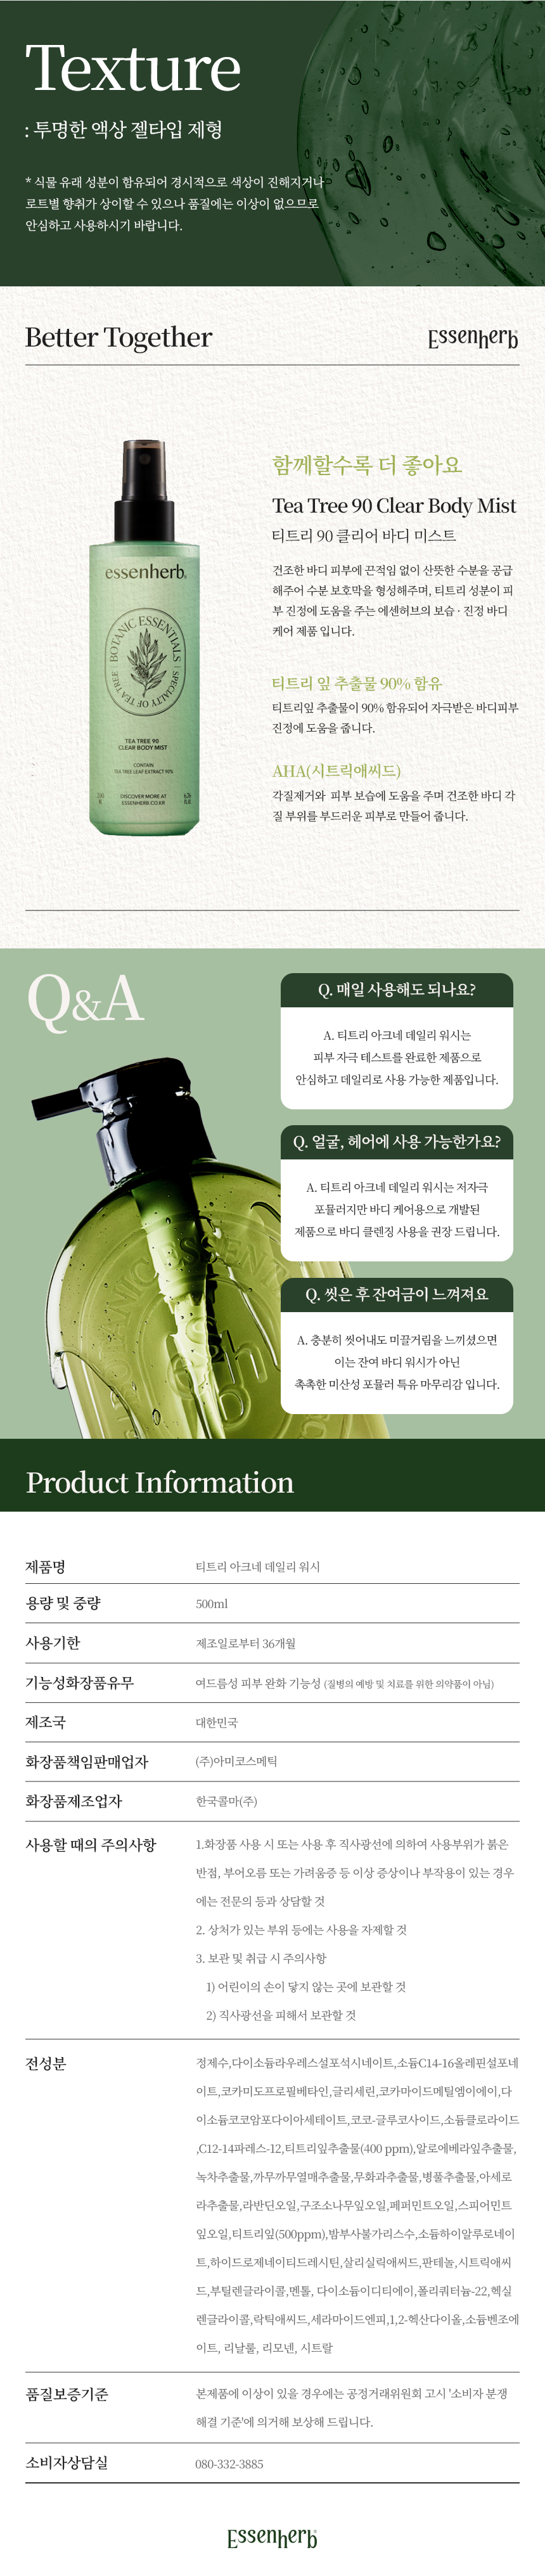 Texture
: 투명한 액상 젤타입 제형
* 식물 유래 성분이 함유되어 경시적으로 색상이 진해지거나
로트별 향취가 상이할 수 있으나 품질에는 이상이 없으므로
안심하고 사용하시기 바랍니다.
Better Together
Essenherb
함께할수록 더 좋아요
Tea Tree 90 Clear Body Mist
티트리 90 클리어 바디 미스트
건조한 바디 피부에 끈적임 없이 산뜻한 수분을 공급
해주어 수분 보호막을 형성해주며, 티트리 성분이 피
부 진정에 도움을 주는 에센허브의 보습 · 진정 바디
케어 제품 입니다.
티트리 잎 추출물 90% 함유
티트리잎 추출물이 90% 함유되어 자극받은 바디피부
진정에 도움을 줍니다.
AHA(시트릭애씨드)
각질제거와 피부 보습에 도움을 주며 건조한 바디 각
질 부위를 부드러운 피부로 만들어 줍니다.
essenherb.
BOTANIC ESSENTIALS
SPECIALTY OF TEA TREE
TEA TREE 90
CLEAR BODY MIST
CONTAIN
TEA TREE LEAF EXTRACT 90%
DISCOVER MORE AT
ESSENHERB.CO.KR
Q&A
Q. 매일 사용해도 되나요?
A. 티트리 아크네 데일리 워시는
피부 자극 테스트를 완료한 제품으로
안심하고 데일리로 사용 가능한 제품입니다.
Q. 얼굴, 헤어에 사용 가능한가요?
A. 티트리 아크네 데일리 워시는 저자극
포뮬러지만 바디 케어용으로 개발된
제품으로 바디 클렌징 사용을 권장 드립니다.
Q. 씻은 후 잔여금이 느껴져요
A. 충분히 씻어내도 미끌거림을 느끼셨으면
이는 잔여 바디 워시가 아닌
촉촉한 미산성 포뮬러 특유 마무리감 입니다.
Product Information
제품명 티트리 아크네 데일리 워시
용량 및 중량 500ml
사용기한 제조일로부터 36개월
기능성화장품유무 여드름성 피부 완화 기능성 (질병의 예방 및 치료를 위한 의약품이 아님)
제조국 대한민국
화장품책임판매업자 (주)아미코스메틱
화장품제조업자 한국콜마(주)
사용할 때의 주의사항 1.화장품 사용 시 또는 사용 후 직사광선에 의하여 사용부위가 붉은
반점, 부어오름 또는 가려움증 등 이상 증상이나 부작용이 있는 경우
에는 전문의 등과 상담할 것
2. 상처가 있는 부위 등에는 사용을 자제할 것
3. 보관 및 취급 시 주의사항
1) 어린이의 손이 닿지 않는 곳에 보관할 것
2) 직사광선을 피해서 보관할 것
전성분 정제수,다이소듐라우레스설포석시네이트,소듐C14-16올레핀설포네
이트,코카미도프로필베타인,글리세린,코카마이드메틸엠이에이,다
이소듐코코암포다이아세테이트,코코-글루코사이드,소듐클로라이드
,C12-14파레스-12,티트리잎추출물(400 ppm),알로에베라잎추출물,
녹차추출물,까무까무열매추출물,무화과추출물,병풀추출물,아세로
라추출물,라반딘오일,구조소나무잎오일,페퍼민트오일,스피어민트
잎오일,티트리잎(500ppm),밤부사불가리스수,소듐하이알루로네이
트,하이드로제네이티드레시틴,살리실릭애씨드,판테놀,시트릭애씨
드,부틸렌글라이콜,멘톨, 다이소듐이디티에이,폴리쿼터늄-22,헥실
렌글라이콜,락틱애씨드,세라마이드엔피,1,2-헥산다이올,소듐벤조에
이트, 리날룰, 리모넨, 시트랄
품질보증기준 본제품에 이상이 있을 경우에는 공정거래위원회 고시 '소비자 분쟁
해결 기준'에 의거해 보상해 드립니다.
소비자상담실 080-332-3885
Essenherb